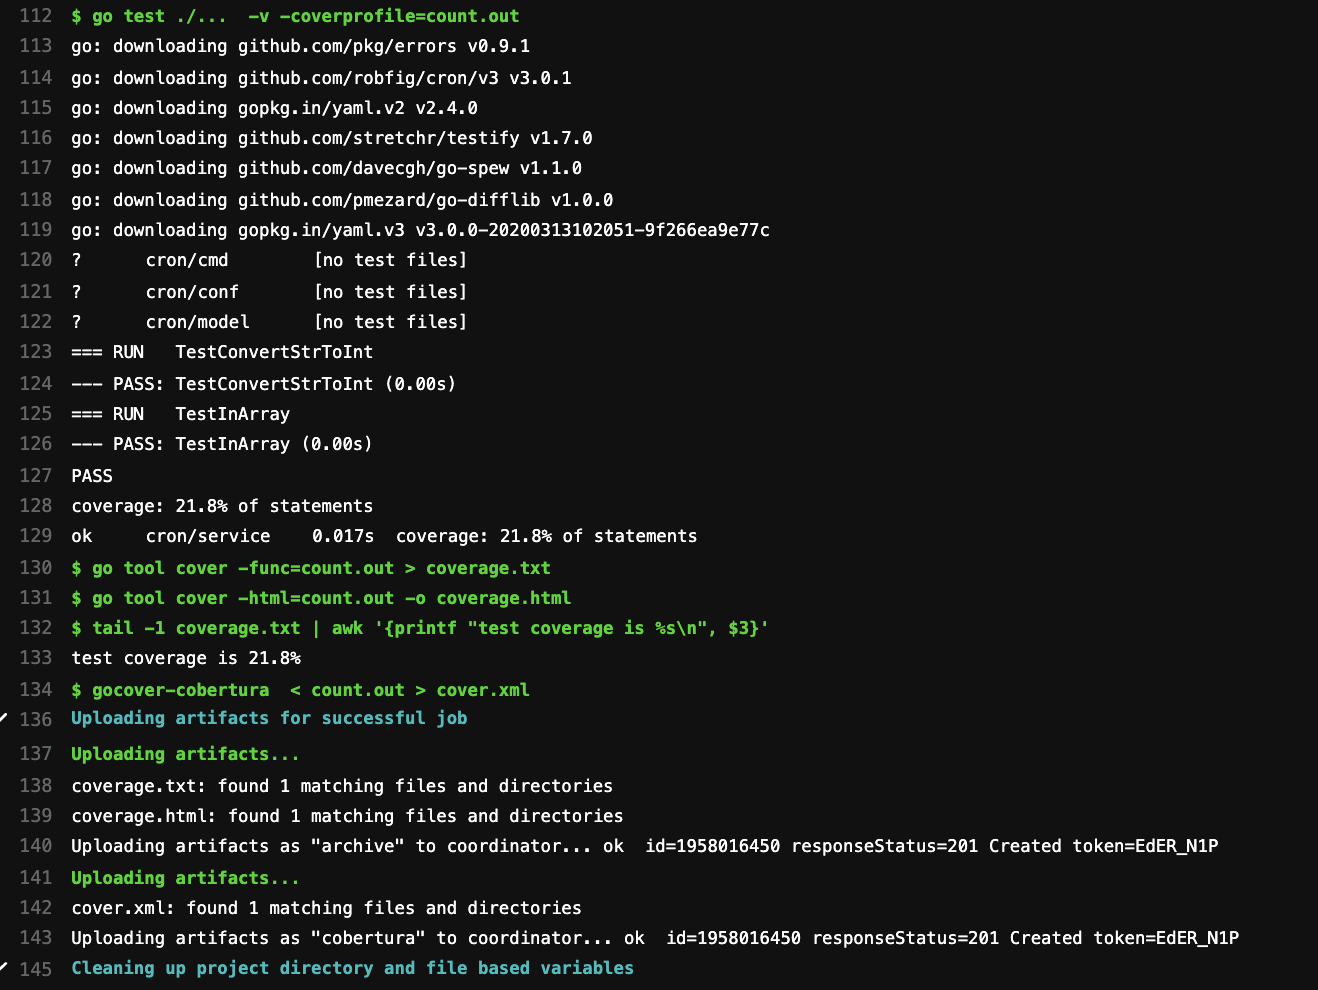 112 $ go test ./...  -v -coverprofile=count.out
113 go: downloading github.com/pkg/errors v0.9.1
114 go: downloading github.com/robfig/cron/v3 v3.0.1
115 go: downloading gopkg.in/yaml.v2 v2.4.0
116 go: downloading github.com/stretchr/testify v1.7.0
117 go: downloading github.com/davecgh/go-spew v1.1.0
118 go: downloading github.com/pmezard/go-difflib v1.0.0
119 go: downloading gopkg.in/yaml.v3 v3.0.0-20200313102051-9f266ea9e77c
120 ?      cron/cmd        [no test files]
121 ?      cron/conf       [no test files]
122 ?      cron/model      [no test files]
123 === RUN   TestConvertStrToInt
124 --- PASS: TestConvertStrToInt (0.00s)
125 === RUN   TestInArray
126 --- PASS: TestInArray (0.00s)
127 PASS
128 coverage: 21.8% of statements
129 ok     cron/service    0.017s  coverage: 21.8% of statements
130 $ go tool cover -func=count.out > coverage.txt
131 $ go tool cover -html=count.out -o coverage.html
132 $ tail -1 coverage.txt | awk '{printf "test coverage is %s\n", $3}'
133 test coverage is 21.8%
134 $ gocover-cobertura  < count.out > cover.xml
136 Uploading artifacts for successful job
137 Uploading artifacts...
138 coverage.txt: found 1 matching files and directories
139 coverage.html: found 1 matching files and directories
140 Uploading artifacts as "archive" to coordinator... ok  id=1958016450 responseStatus=201 Created token=EdER_N1P
141 Uploading artifacts...
142 cover.xml: found 1 matching files and directories
143 Uploading artifacts as "cobertura" to coordinator... ok  id=1958016450 responseStatus=201 Created token=EdER_N1P
145 Cleaning up project directory and file based variables